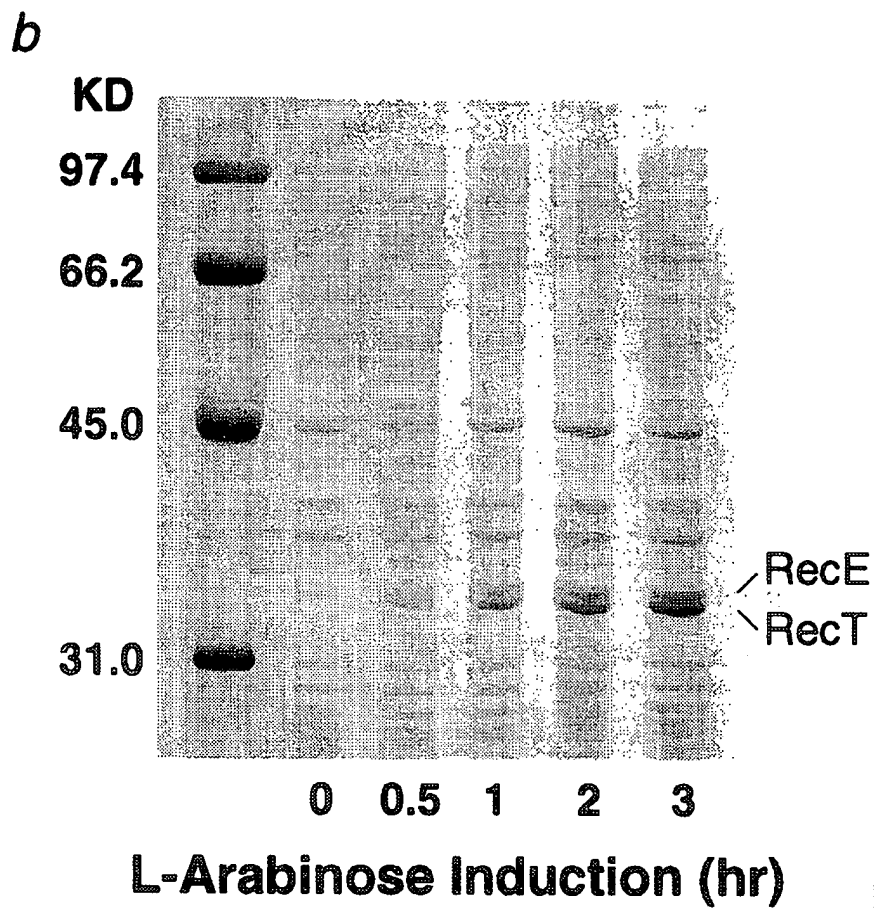 b
KD
97.4
66.2
45.0
31.0
RecE
RecT
0 0.5 1 2 3
L-Arabinose Induction (hr)